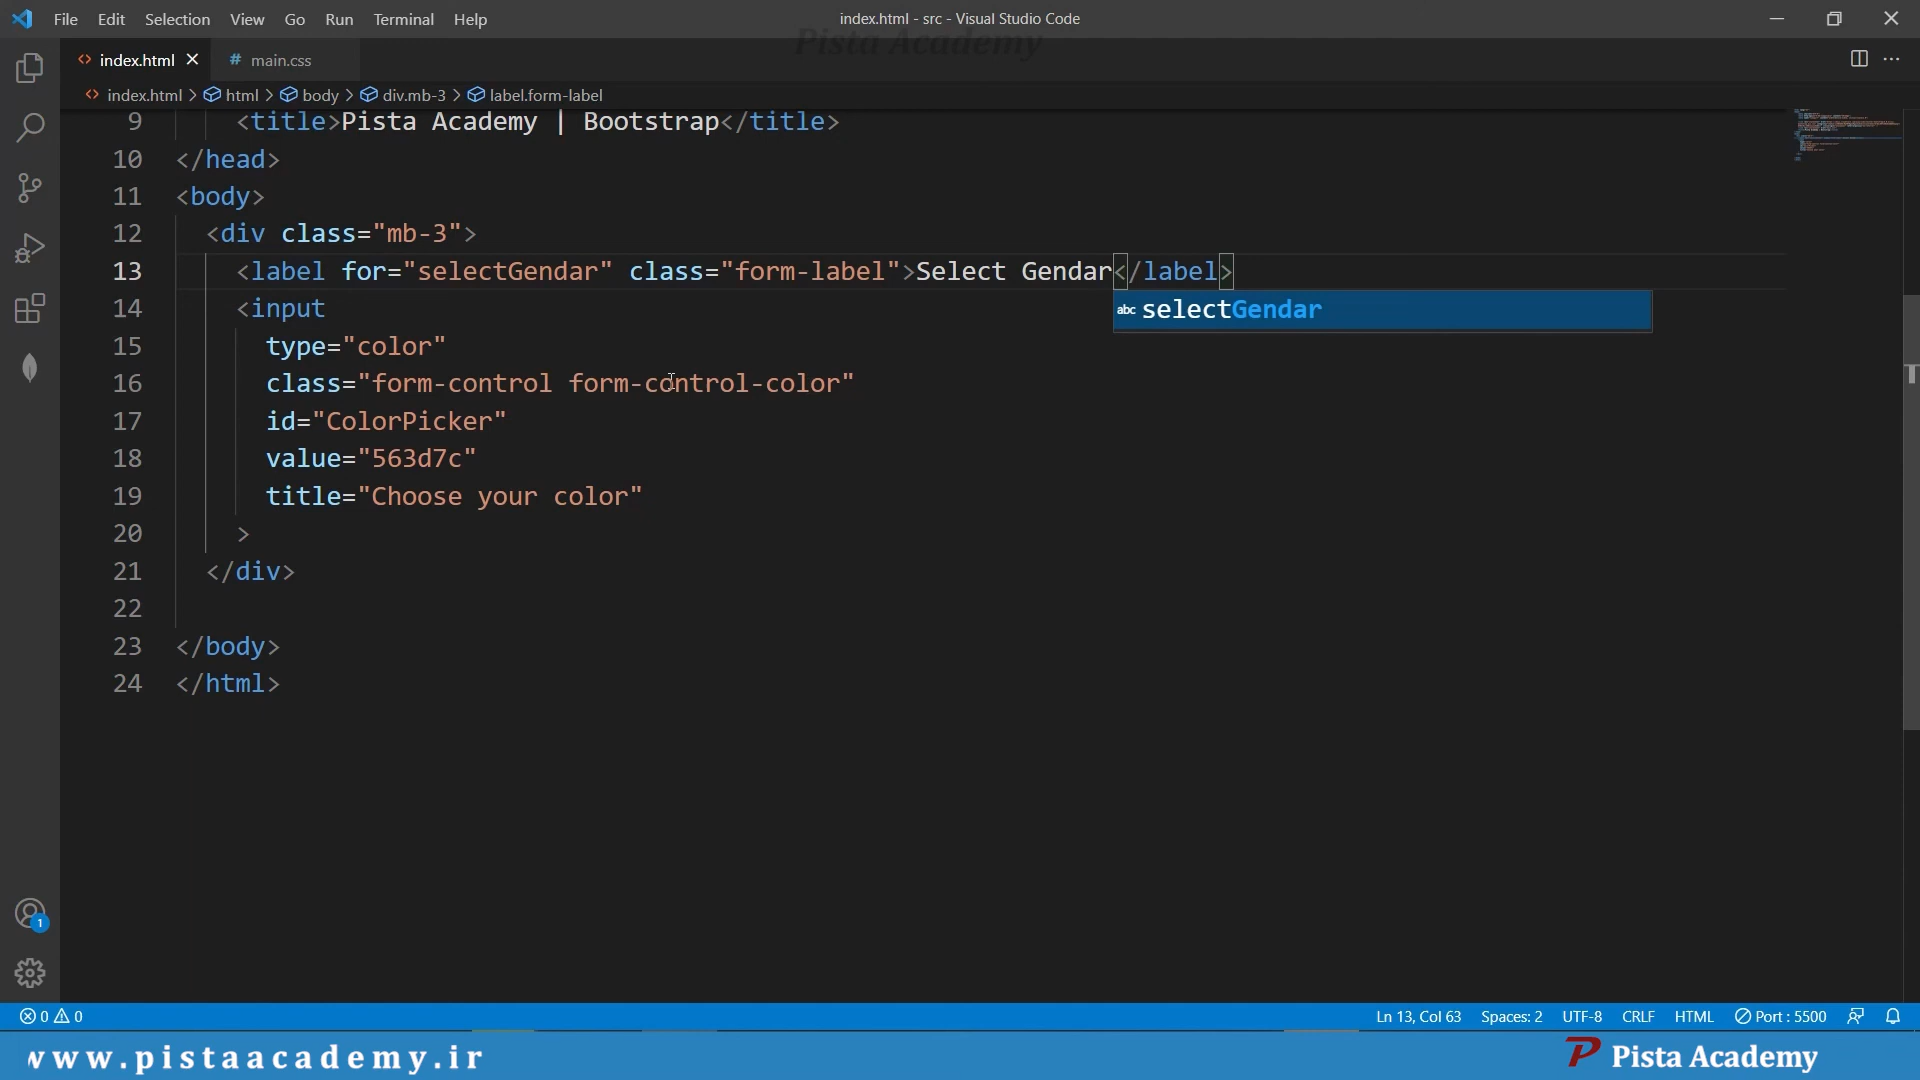 File Edit Selection View Go Run Terminal Help
index.html - src - Visual Studio Code
Pista Academy
<> index.html × # main.css
<> index.html > html > body > div.mb-3 > label.form-label
9 <title>Pista Academy | Bootstrap</title>
10 </head>
11 <body>
12 <div class="mb-3">
13 <label for="selectGendar" class="form-label">Select Gendar</label>
14 <input
abc selectGendar
15 type="color"
16 class="form-control form-control-color"
17 id="ColorPicker"
18 value="563d7c"
19 title="Choose your color"
20 >
21 </div>
22
23 </body>
24 </html>
1
0 0
Ln 13, Col 63 Spaces: 2 UTF-8 CRLF HTML Port : 5500
www.pistaacademy.ir
P Pista Academy